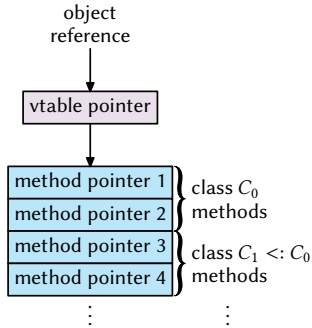 object
reference
vtable pointer
method pointer 1
method pointer 2
class C₀
methods
method pointer 3
method pointer 4
class C₁ <: C₀
methods
⋮ ⋮